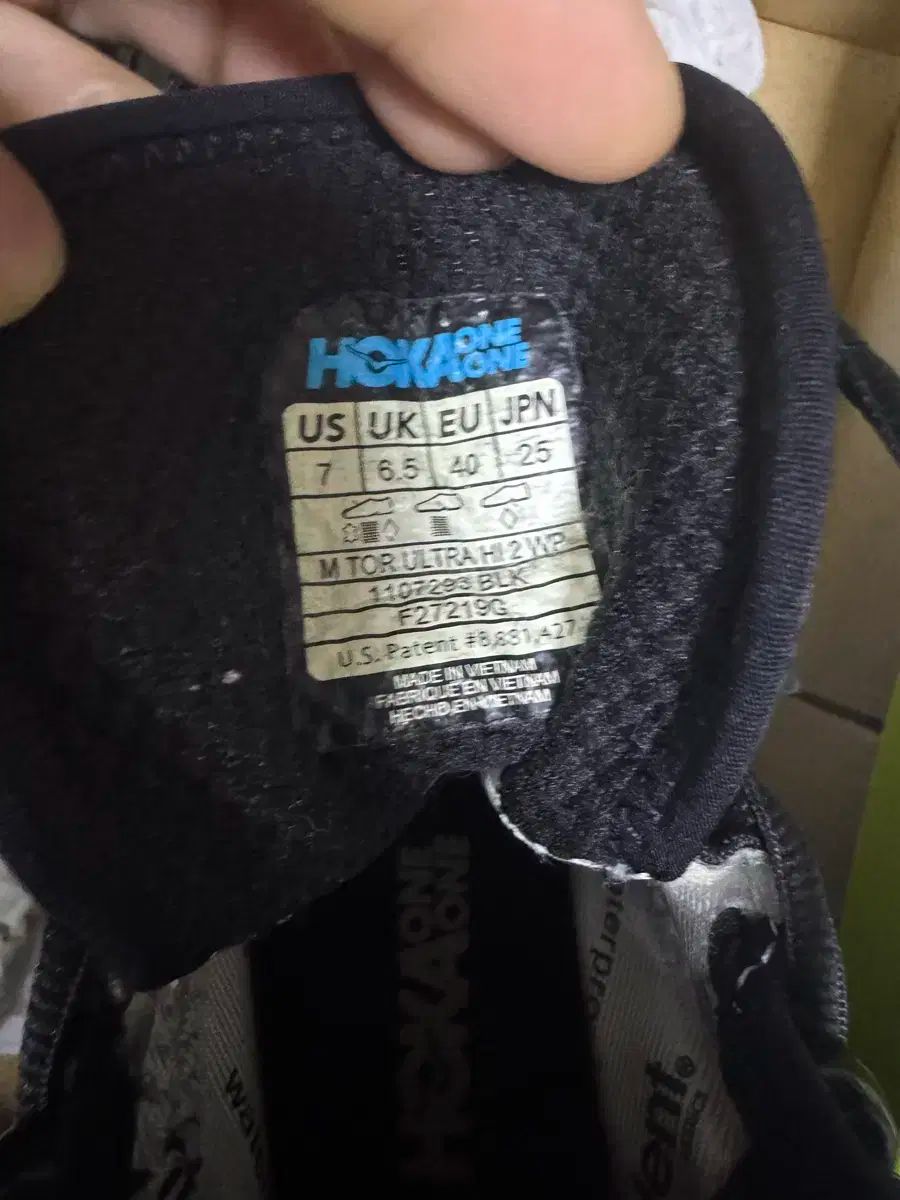 HOKA ONE ONE
US UK EU JPN
7 6.5 40 25
M TOR ULTRA HI 2 WP
1107293 BLK
F27219G
U.S. Patent #8,881,427
MADE IN VIETNAM
FABRIQUE EN VIETNAM
HECHO EN VIETNAM
HOKA ONE ONE